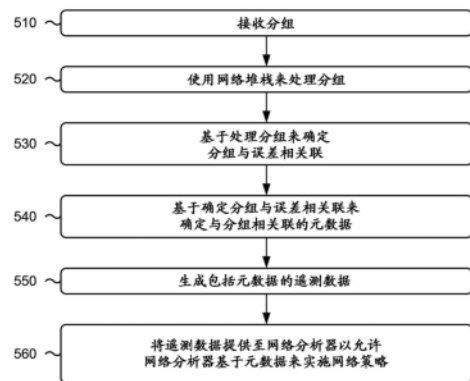 510
接收分组
520
使用网络堆栈来处理分组
530
基于处理分组来确定
分组与误差相关联
540
基于确定分组与误差相关联来
确定与分组相关联的元数据
550
生成包括元数据的遥测数据
560
将遥测数据提供至网络分析器以允许
网络分析器基于元数据来实施网络策略